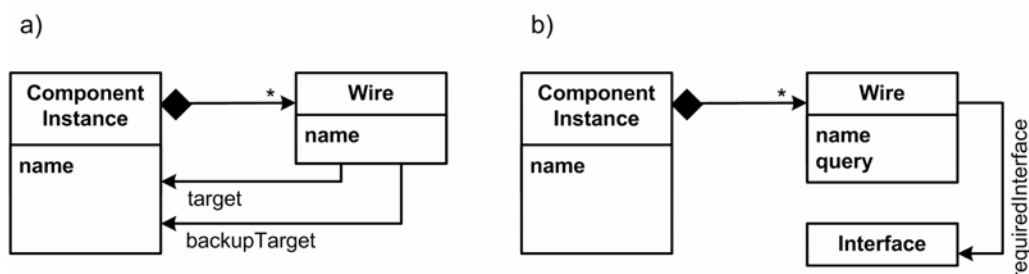 a)
Component
Instance
name
*
Wire
name
target
backupTarget
b)
Component
Instance
name
*
Wire
name
query
requiredInterface
Interface